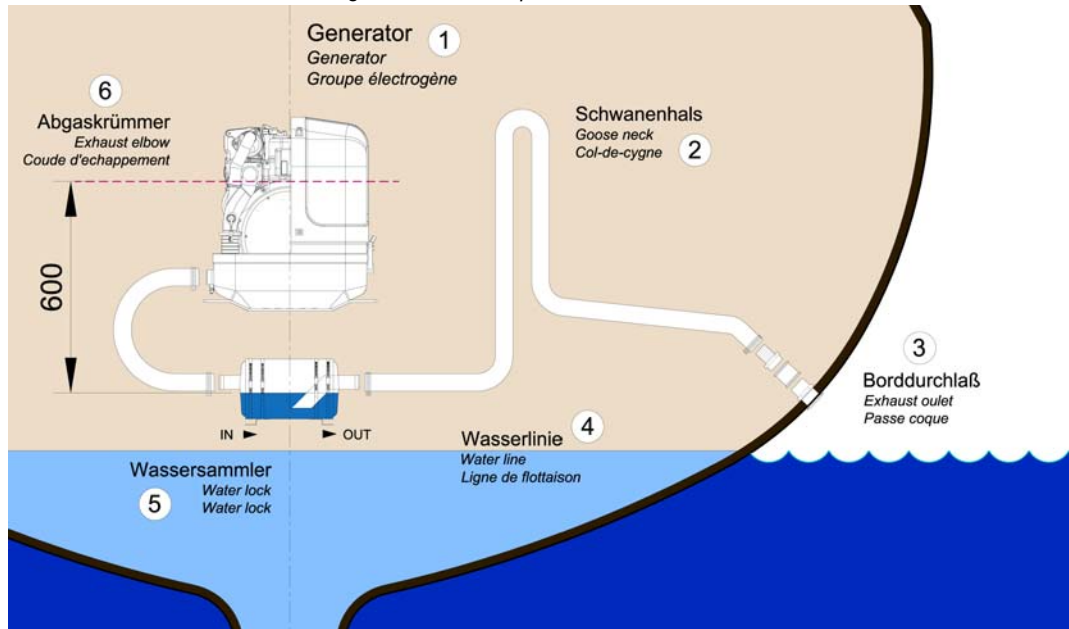 Generator
1
Generator
Groupe électrogène
6
Abgaskrümmer
Exhaust elbow
Coude d'echappement
Schwanenhals
Goose neck
Col-de-cygne
2
600
3
Borddurchlaß
Exhaust oulet
Passe coque
IN
OUT
Wasserlinie
4
Water line
Ligne de flottaison
Wassersammler
Water lock
5
Water lock